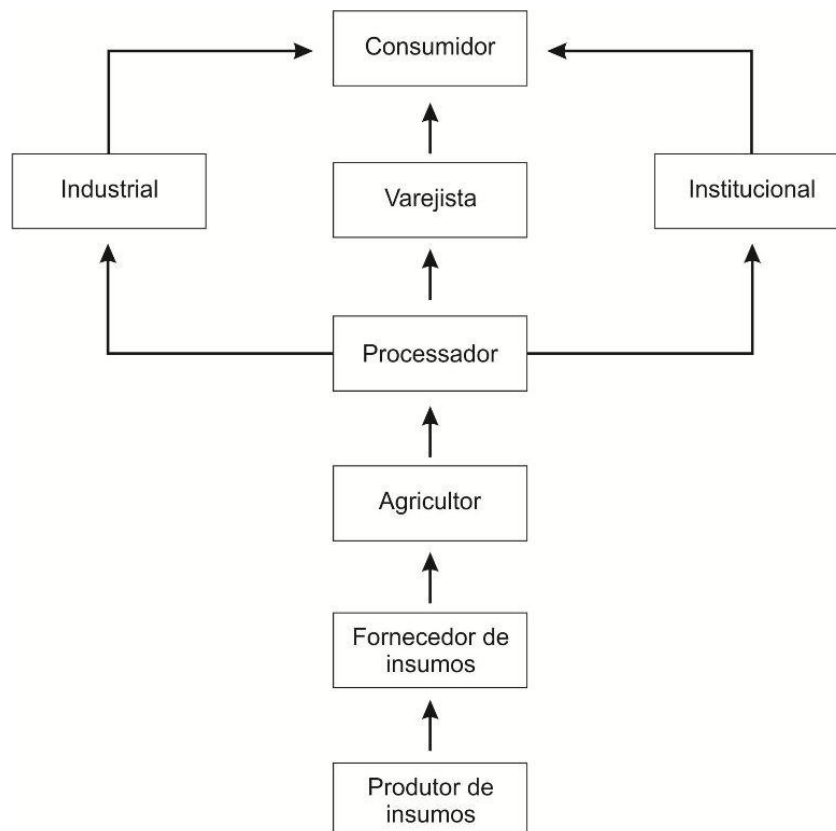 Consumidor
Industrial
Varejista
Institucional
Processador
Agricultor
Fornecedor de
insumos
Produtor de
insumos